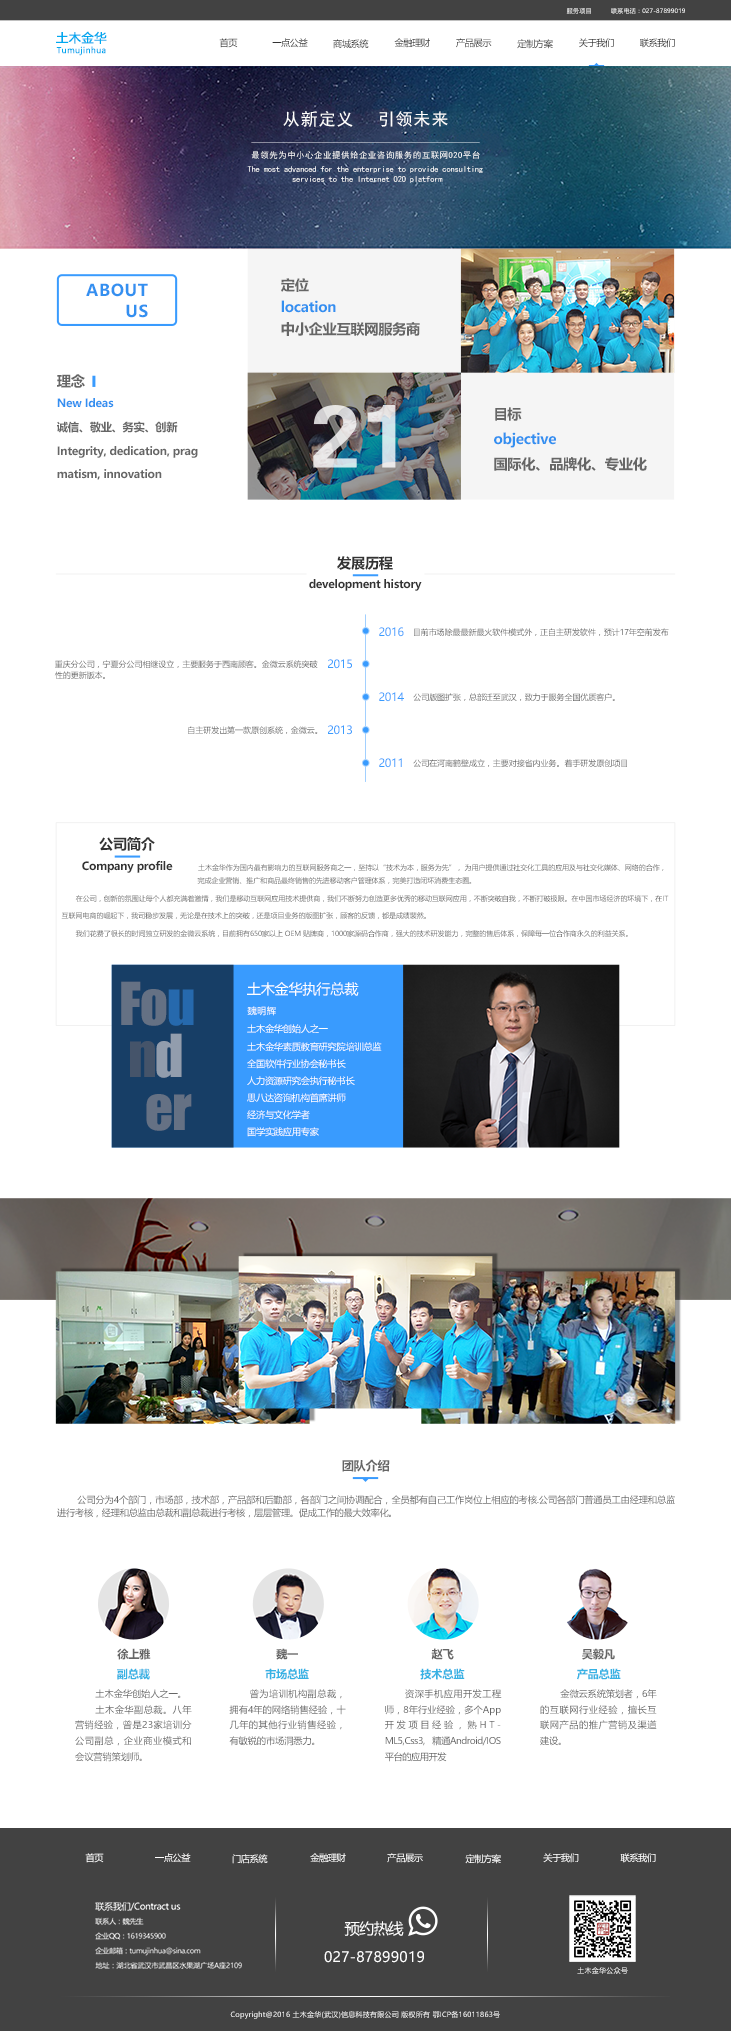 服务项目 联系电话：027-87899019
土木金华
Tumujinhua
首页 一点公益 商城系统 金融理财 产品展示 定制方案 关于我们 联系我们
从新定义 引领未来
最领先为中小心企业提供给企业咨询服务的互联网O2O平台
The most advanced for the enterprise to provide consulting
services to the Internet O2O platform
ABOUT
US
定位
location
中小企业互联网服务商
理念
New Ideas
诚信、敬业、务实、创新
Integrity, dedication, prag
matism, innovation
21
目标
objective
国际化、品牌化、专业化
发展历程
development history
2016 目前市场除最最新最火软件模式外，正自主研发软件，预计17年空前发布
重庆分公司，宁夏分公司相继设立，主要服务于西南顾客。金微云系统突破 2015
性的更新版本。
2014 公司版图扩张，总部迁至武汉，致力于服务全国优质客户。
自主研发出第一款原创系统，金微云。 2013
2011 公司在河南鹤壁成立，主要对接省内业务。着手研发原创项目
公司简介
Company profile
土木金华作为国内最有影响力的互联网服务商之一，坚持以“技术为本，服务为先”，为用户提供通过社交化工具的应用及与社交化媒体、网络的合作，
完成企业营销、推广和商品最终销售的先进移动客户管理体系，完美打造闭环消费生态圈。
在公司，创新的氛围让每个人都充满着激情，我们是移动互联网应用技术提供商，我们不断努力创造更多优秀的移动互联网应用，不断突破自我，不断打破极限。在中国市场经济的环境下，在IT
互联网电商的崛起下，我司稳步发展，无论是在技术上的突破，还是项目业务的版图扩张，顾客的反馈，都是成绩斐然。
我们花费了很长的时间独立研发的金微云系统，目前拥有650家以上 OEM 贴牌商，1000家源码合作商，强大的技术研发能力，完整的售后体系，保障每一位合作商永久的利益关系。
Fou
nd
er
土木金华执行总裁
魏明辉
土木金华创始人之一
土木金华素质教育研究院培训总监
全国软件行业协会秘书长
人力资源研究会执行秘书长
思八达咨询机构首席讲师
经济与文化学者
国学实践应用专家
团队介绍
公司分为4个部门，市场部，技术部，产品部和后勤部，各部门之间协调配合，全员都有自己工作岗位上相应的考核.公司各部门普通员工由经理和总监
进行考核，经理和总监由总裁和副总裁进行考核，层层管理。促成工作的最大效率化。
徐上雅
副总裁
土木金华创始人之一。
土木金华副总裁。八年
营销经验，曾是23家培训分
公司副总，企业商业模式和
会议营销策划师。
魏一
市场总监
曾为培训机构副总裁，
拥有4年的网络销售经验，十
几年的其他行业销售经验，
有敏锐的市场洞悉力。
赵飞
技术总监
资深手机应用开发工程
师，8年行业经验，多个App
开发项目经验，熟HT-
ML5,Css3，精通Android/IOS
平台的应用开发
吴毅凡
产品总监
金微云系统策划者，6年
的互联网行业经验，擅长互
联网产品的推广营销及渠道
建设。
首页 一点公益 门店系统 金融理财 产品展示 定制方案 关于我们 联系我们
联系我们/Contract us
联系人：魏先生
企业QQ：1619345900
企业邮箱：tumujinhua@sina.com
地址：湖北省武汉市武昌区水果湖广场A座2109
预约热线
027-87899019
土木金华公众号
Copyright@2016 土木金华(武汉)信息科技有限公司 版权所有 鄂ICP备16011863号